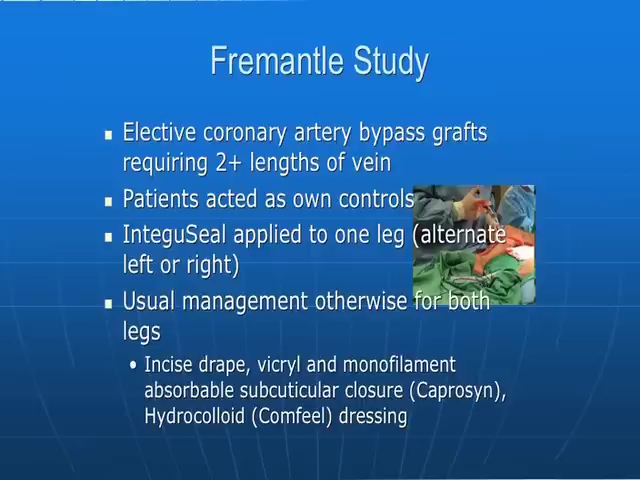 Fremantle Study
Elective coronary artery bypass grafts
requiring 2+ lengths of vein
Patients acted as own controls
InteguSeal applied to one leg (alternate
left or right)
Usual management otherwise for both
legs
Incise drape, vicryl and monofilament
absorbable subcuticular closure (Caprosyn),
Hydrocolloid (Comfeel) dressing